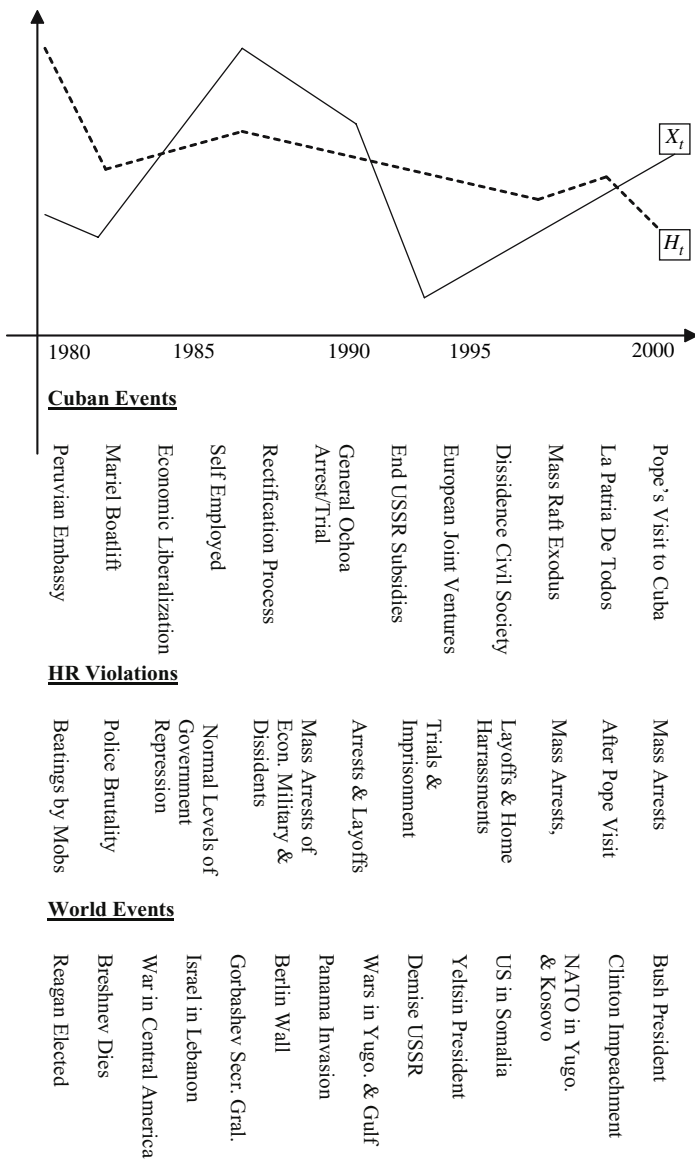 X_t
H_t
1980 1985 1990 1995 2000
Cuban Events
Peruvian Embassy
Mariel Boatlift
Economic Liberalization
Self Employed
Rectification Process
General Ochoa
Arrest/Trial
End USSR Subsidies
European Joint Ventures
Dissidence Civil Society
Mass Raft Exodus
La Patria De Todos
Pope’s Visit to Cuba
HR Violations
Beatings by Mobs
Police Brutality
Normal Levels of
Government
Repression
Mass Arrests of
Econ. Military &
Dissidents
Arrests & Layoffs
Trials &
Imprisonment
Layoffs & Home
Harrassments
Mass Arrests,
After Pope Visit
Mass Arrests
World Events
Reagan Elected
Breshnev Dies
War in Central America
Israel in Lebanon
Gorbashev Secr. Gral.
Berlin Wall
Panama Invasion
Wars in Yugo. & Gulf
Demise USSR
Yeltsin President
US in Somalia
NATO in Yugo.
& Kosovo
Clinton Impeachment
Bush President